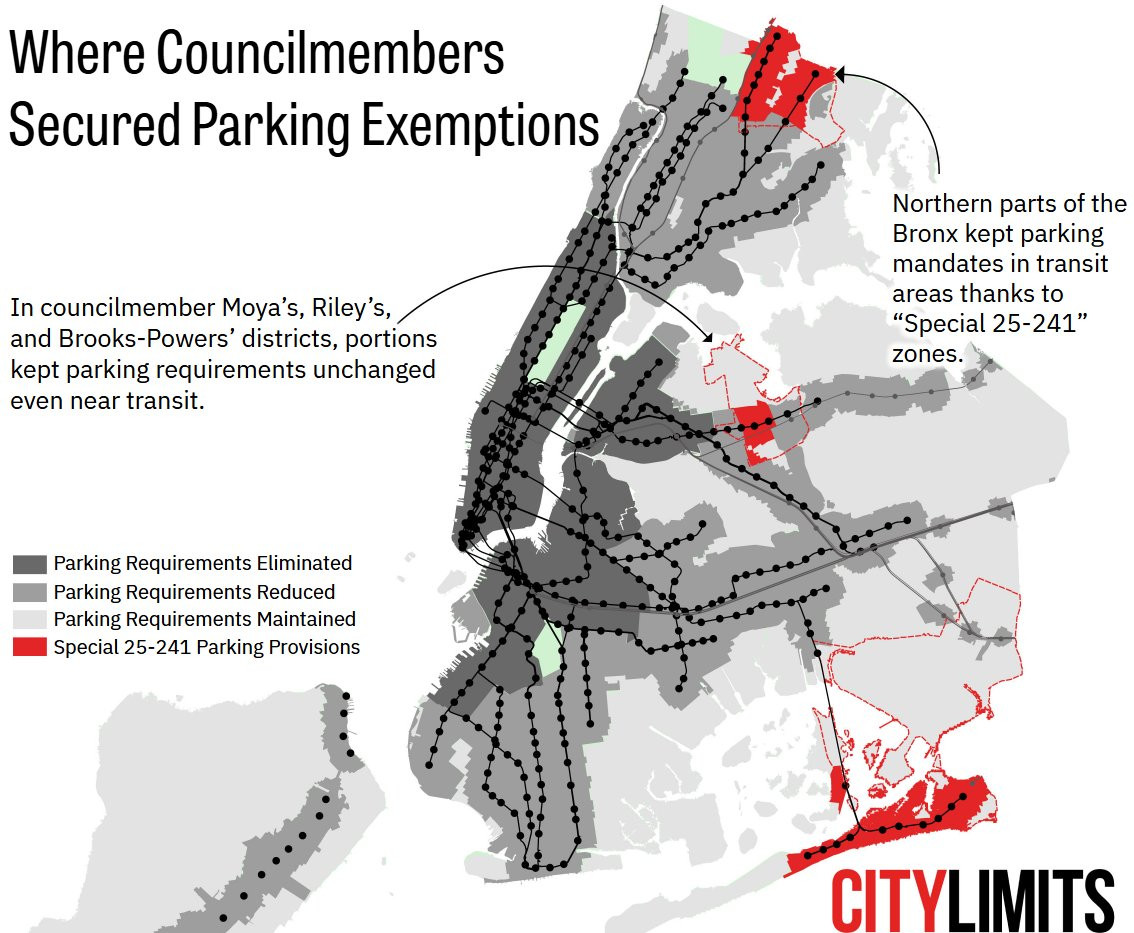 Where Councilmembers
Secured Parking Exemptions
Northern parts of the
Bronx kept parking
mandates in transit
areas thanks to
“Special 25-241”
zones.
In councilmember Moya’s, Riley’s,
and Brooks-Powers’ districts, portions
kept parking requirements unchanged
even near transit.
Parking Requirements Eliminated
Parking Requirements Reduced
Parking Requirements Maintained
Special 25-241 Parking Provisions
CITYLIMITS